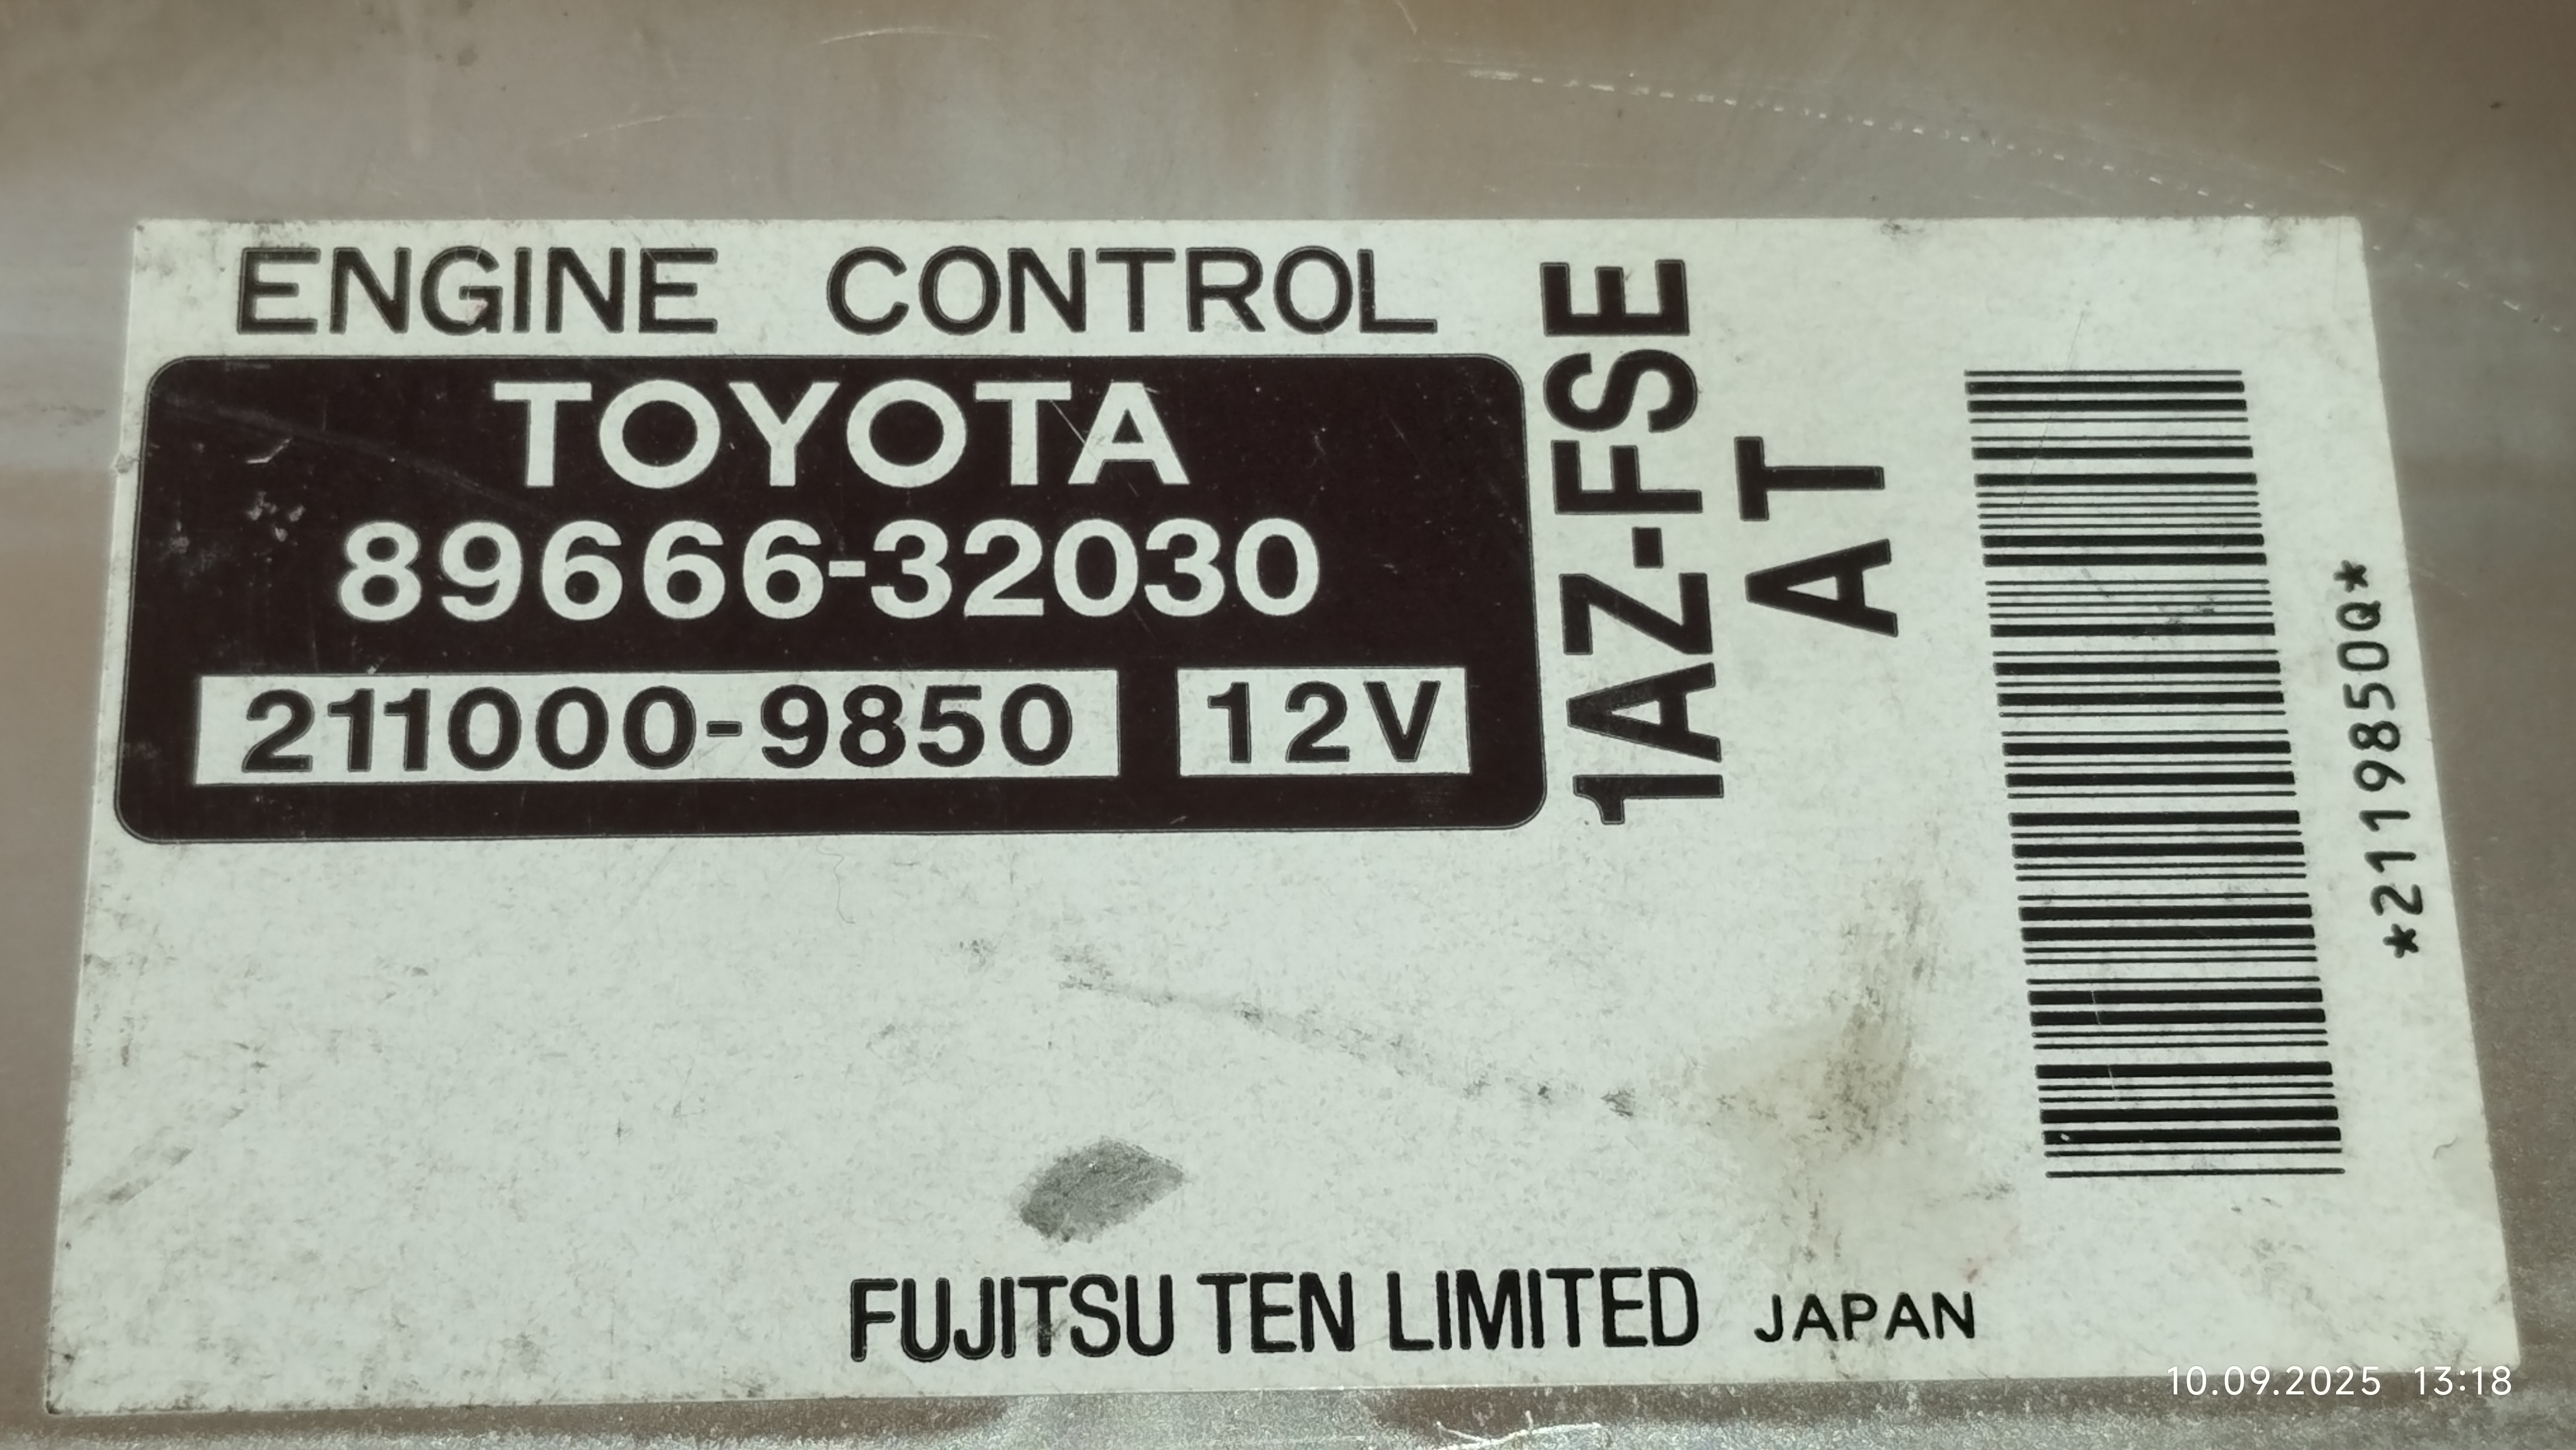 ENGINE CONTROL
TOYOTA
89666-32030
211000-9850 12V
1AZ-FSE
AT
*2119850Q*
FUJITSU TEN LIMITED JAPAN
10.09.2025 13:18